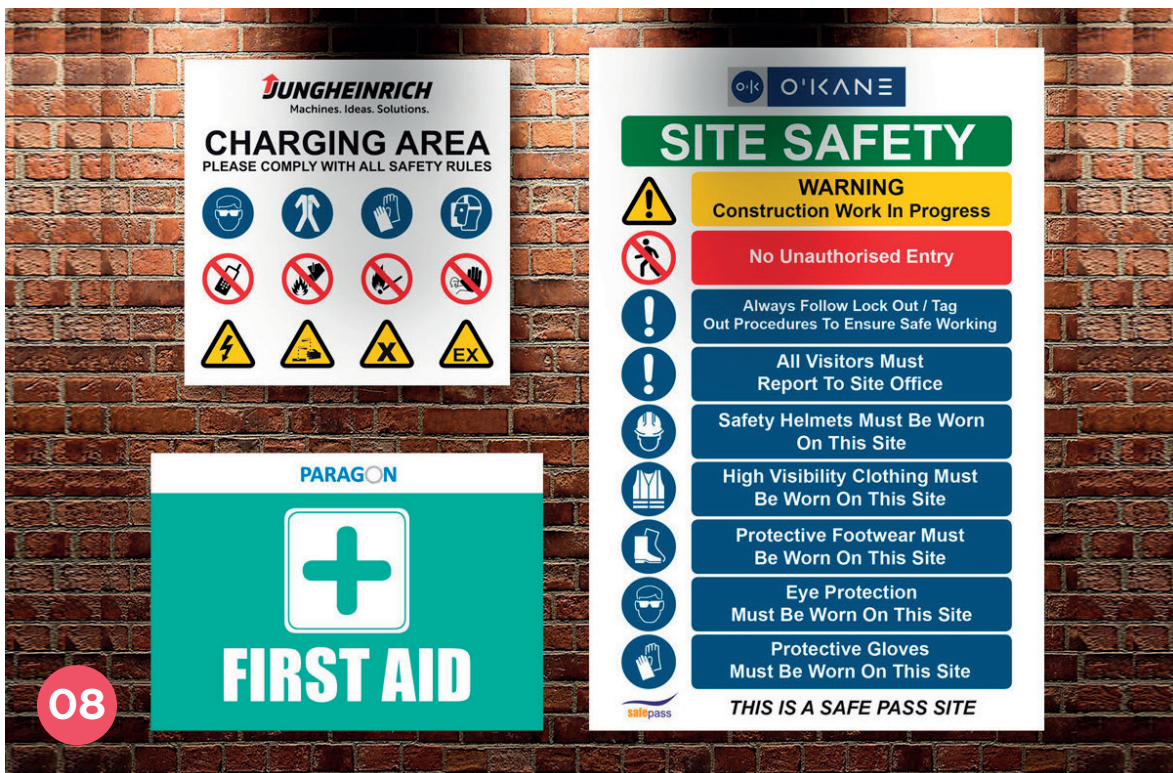 JUNGHEINRICH
Machines. Ideas. Solutions.
CHARGING AREA
PLEASE COMPLY WITH ALL SAFETY RULES
X
EX
PARAGON
FIRST AID
08
O·K O'KANE
SITE SAFETY
WARNING
Construction Work In Progress
No Unauthorised Entry
Always Follow Lock Out / Tag
Out Procedures To Ensure Safe Working
All Visitors Must
Report To Site Office
Safety Helmets Must Be Worn
On This Site
High Visibility Clothing Must
Be Worn On This Site
Protective Footwear Must
Be Worn On This Site
Eye Protection
Must Be Worn On This Site
Protective Gloves
Must Be Worn On This Site
safepass
THIS IS A SAFE PASS SITE